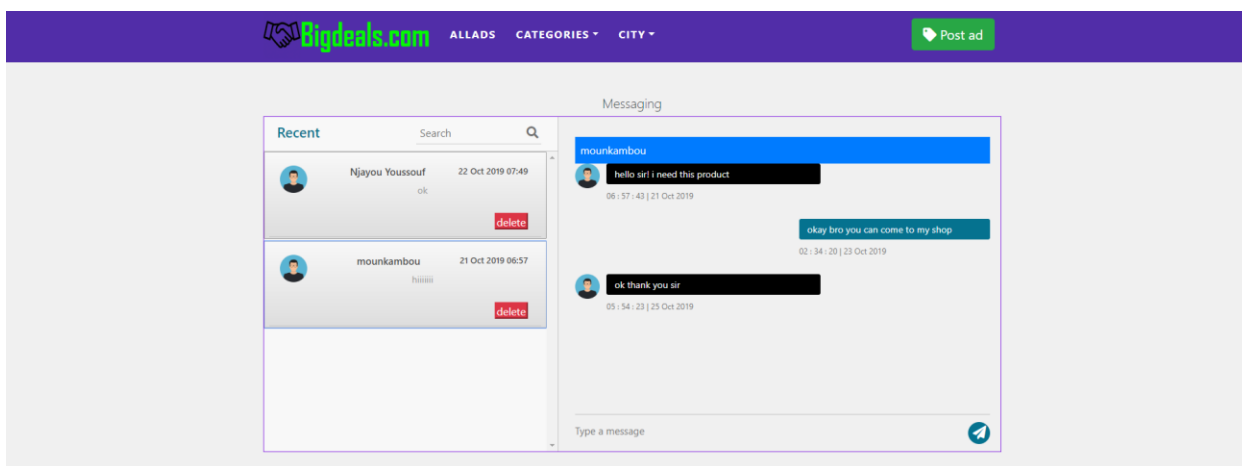 Bigdeals.com ALLADS CATEGORIES CITY Post ad
Messaging
Recent Search
Njayou Youssouf 22 Oct 2019 07:49
ok
delete
mounkambou 21 Oct 2019 06:57
hiiiiii
delete
mounkambou
hello sir! i need this product
06 : 57 : 43 | 21 Oct 2019
okay bro you can come to my shop
02 : 34 : 20 | 23 Oct 2019
ok thank you sir
05 : 54 : 23 | 25 Oct 2019
Type a message